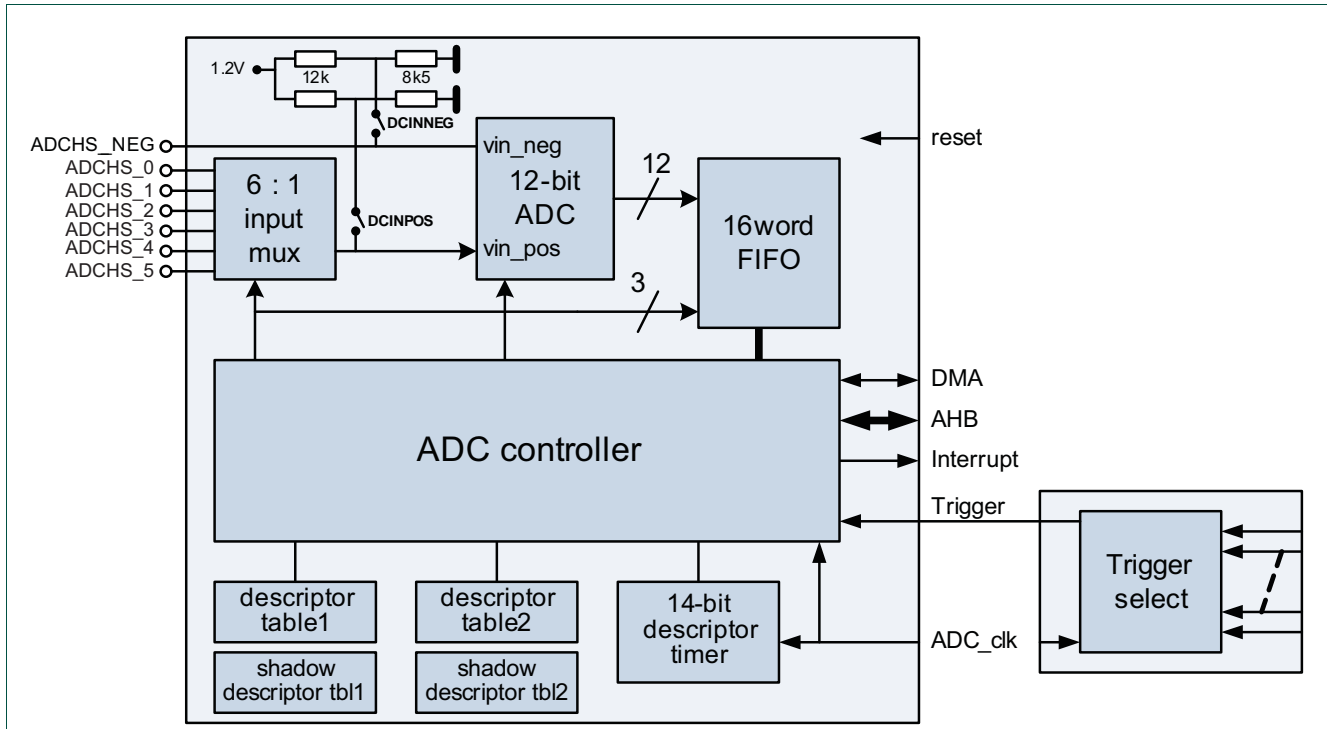 1.2V
12k
8k5
DCINNEG
ADCHS_NEG
ADCHS_0
ADCHS_1
ADCHS_2
ADCHS_3
ADCHS_4
ADCHS_5
6 : 1
input
mux
DCINPOS
vin_neg
12-bit
ADC
vin_pos
12
3
16word
FIFO
reset
ADC controller
DMA
AHB
Interrupt
Trigger
ADC_clk
Trigger
select
descriptor
table1
descriptor
table2
14-bit
descriptor
timer
shadow
descriptor tbl1
shadow
descriptor tbl2